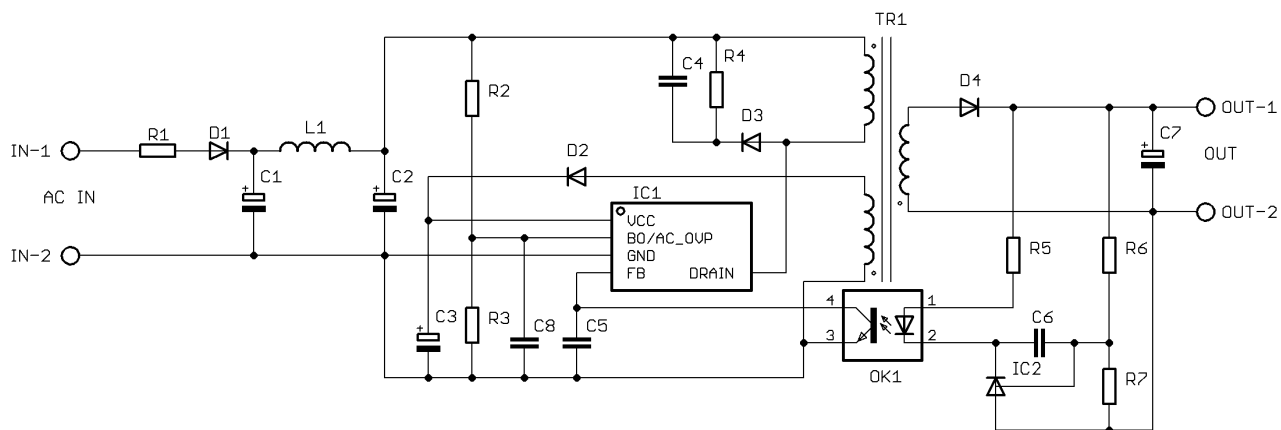 TR1
C4
R4
R2
D4
D3
OUT-1
R1
D1
L1
C7
IN-1
D2
OUT
C1
C2
IC1
AC IN
VCC
OUT-2
BO/AC_OVP
IN-2
GND
R5
R6
FB
DRAIN
4
1
C3
R3
C8
C5
C6
3
2
IC2
OK1
R7
+
+
+
+